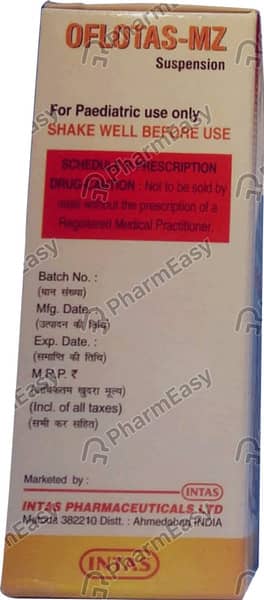 OFLOTAS-MZ
Suspension
For Paediatric use only
SHAKE WELL BEFORE USE
SCHEDULE PRESCRIPTION
DRUG CAUTION : Not to be sold by
retail without the prescription of a
Registered Medical Practitioner.
Batch No. :
(घान संख्या)
Mfg. Date. :
(उत्पादन की तिथि)
Exp. Date. :
(समाप्ति की तिथि)
M.R.P. ₹
(अधिकतम खुदरा मूल्य)
(Incl. of all taxes)
(सभी कर सहित)
Marketed by :
INTAS
INTAS PHARMACEUTICALS LTD
Matoda 382210 Distt. : Ahmedabad INDIA
INTAS
PharmEasy
PharmEasy
PharmEasy